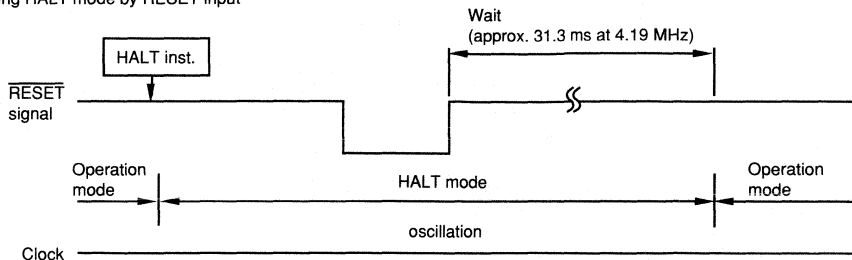 HALT mode by RESET input
Wait
(approx. 31.3 ms at 4.19 MHz)
HALT inst.
RESET
signal
Operation
mode
HALT mode
Operation
mode
oscillation
Clock